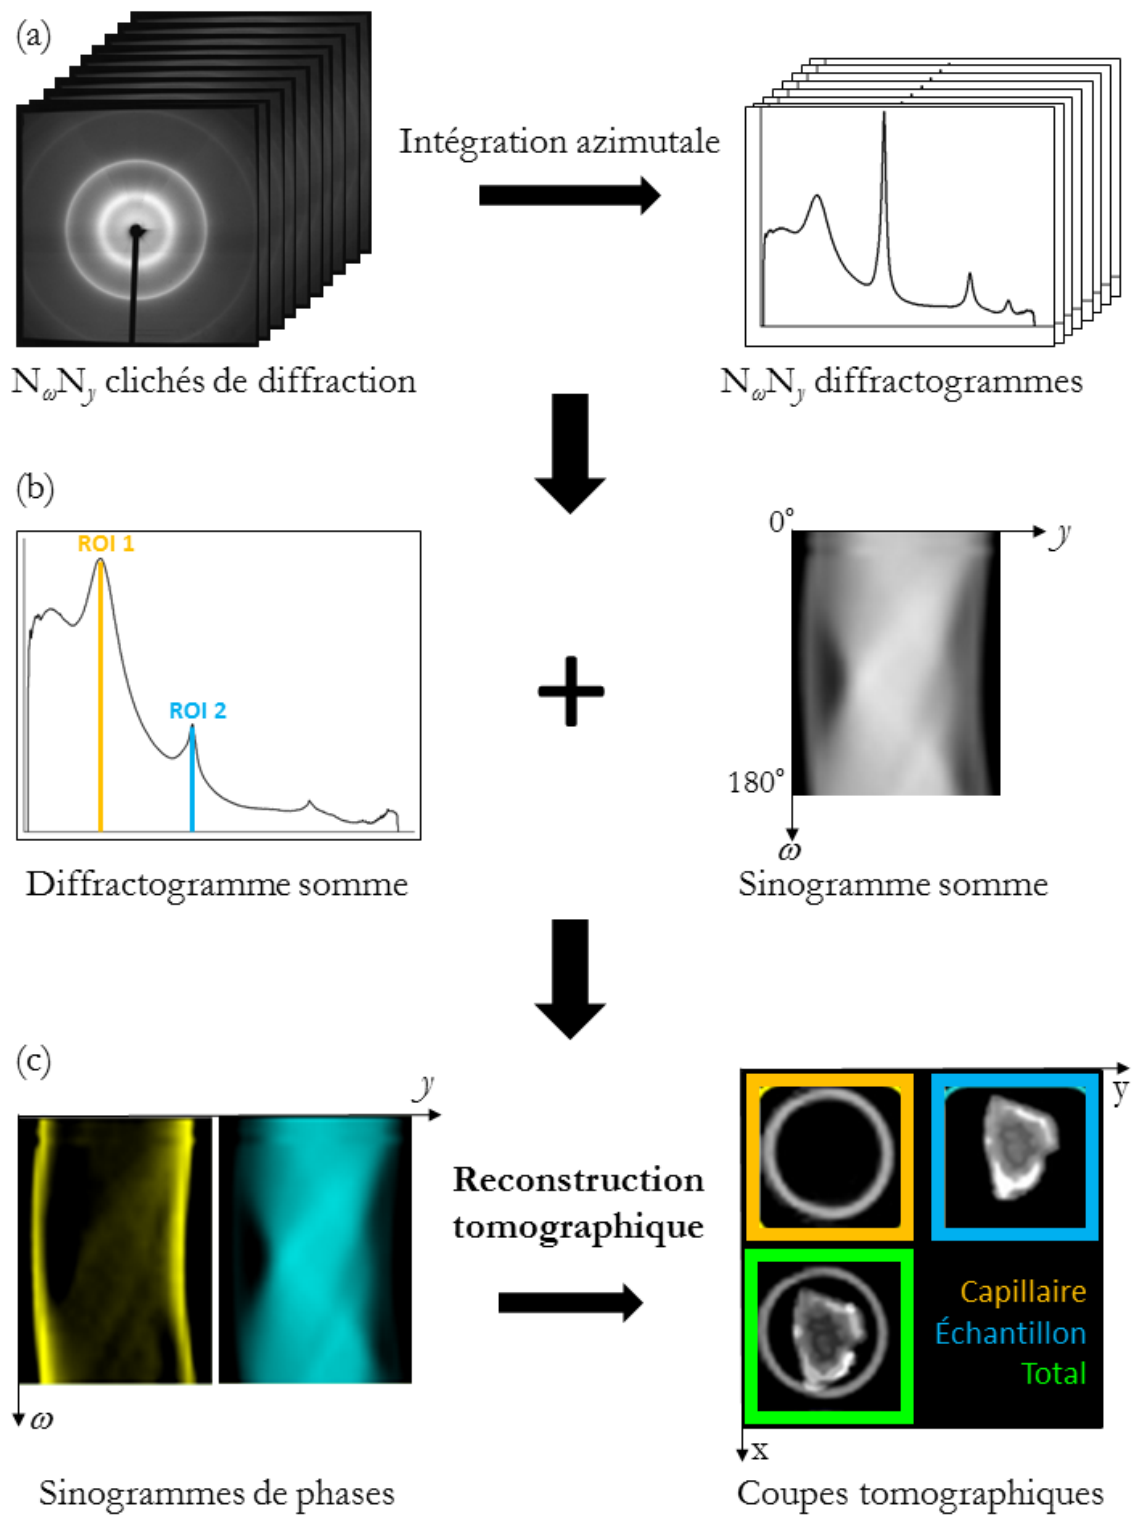 (a)
Intégration azimutale
NωNy clichés de diffraction
NωNy diffractogrammes
(b)
ROI 1
ROI 2
0°
y
180°
ω
Diffractogramme somme
Sinogramme somme
(c)
y
ω
Reconstruction
tomographique
y
Capillaire
Échantillon
Total
x
Sinogrammes de phases
Coupes tomographiques